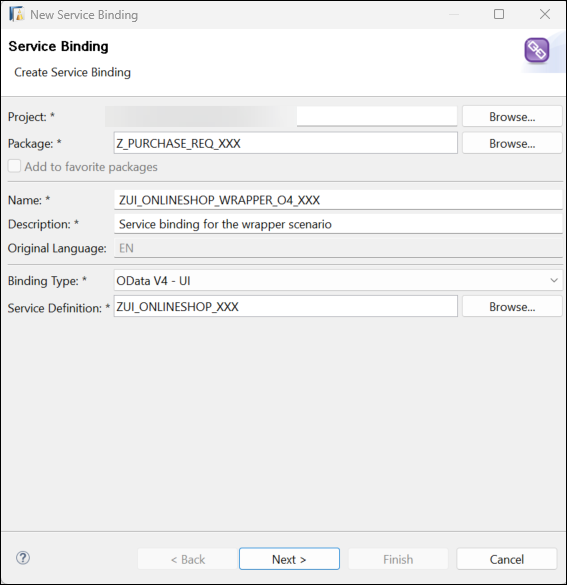 New Service Binding
Service Binding
Create Service Binding
Project: * Browse...
Package: * Z_PURCHASE_REQ_XXX Browse...
Add to favorite packages
Name: * ZUI_ONLINESHOP_WRAPPER_O4_XXX
Description: * Service binding for the wrapper scenario
Original Language: EN
Binding Type: * OData V4 - UI
Service Definition: * ZUI_ONLINESHOP_XXX Browse...
? < Back Next > Finish Cancel